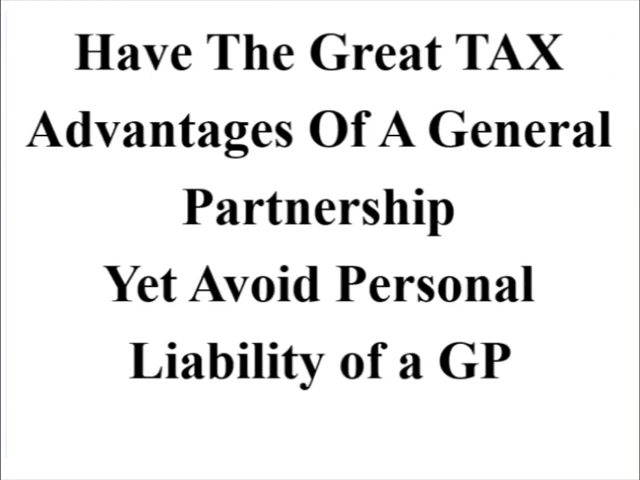 Have The Great TAX
Advantages Of A General
Partnership
Yet Avoid Personal
Liability of a GP